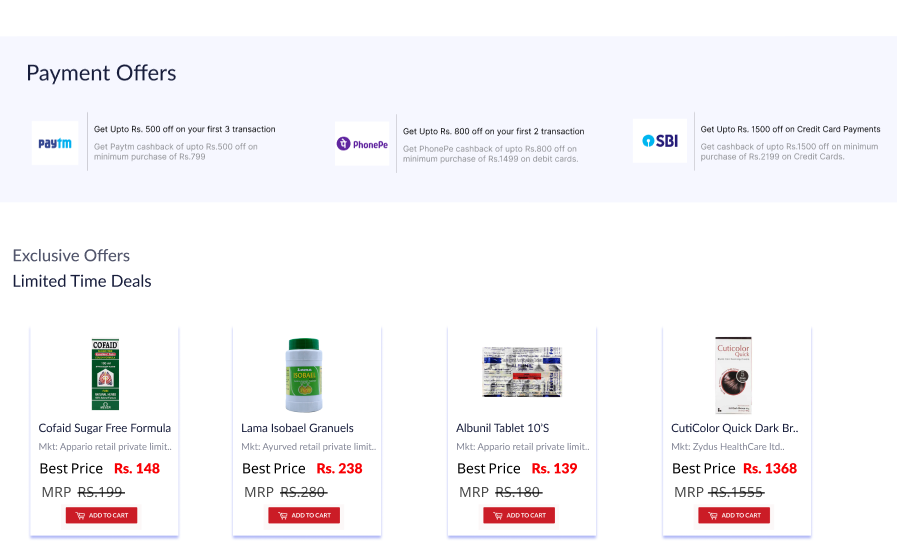 Payment Offers
paytm
Get Upto Rs. 500 off on your first 3 transaction
Get Paytm cashback of upto Rs.500 off on
minimum purchase of Rs.799
PhonePe
Get Upto Rs. 800 off on your first 2 transaction
Get PhonePe cashback of upto Rs.800 off on
minimum purchase of Rs.1499 on debit cards.
SBI
Get Upto Rs. 1500 off on Credit Card Payments
Get cashback of upto Rs.1500 off on minimum
purchase of Rs.2199 on Credit Cards.
Exclusive Offers
Limited Time Deals
COFAID
Cofaid Sugar Free Formula
Mkt: Appario retail private limit..
Best Price Rs. 148
MRP RS.199
ADD TO CART
ISOBAEL
Lama Isobael Granuels
Mkt: Ayurved retail private limit..
Best Price Rs. 238
MRP RS.280
ADD TO CART
Albunil Tablet 10'S
Mkt: Appario retail private limit..
Best Price Rs. 139
MRP RS.180
ADD TO CART
Cuticolor
Quick
CutiColor Quick Dark Br..
Mkt: Zydus HealthCare ltd..
Best Price Rs. 1368
MRP RS.1555
ADD TO CART